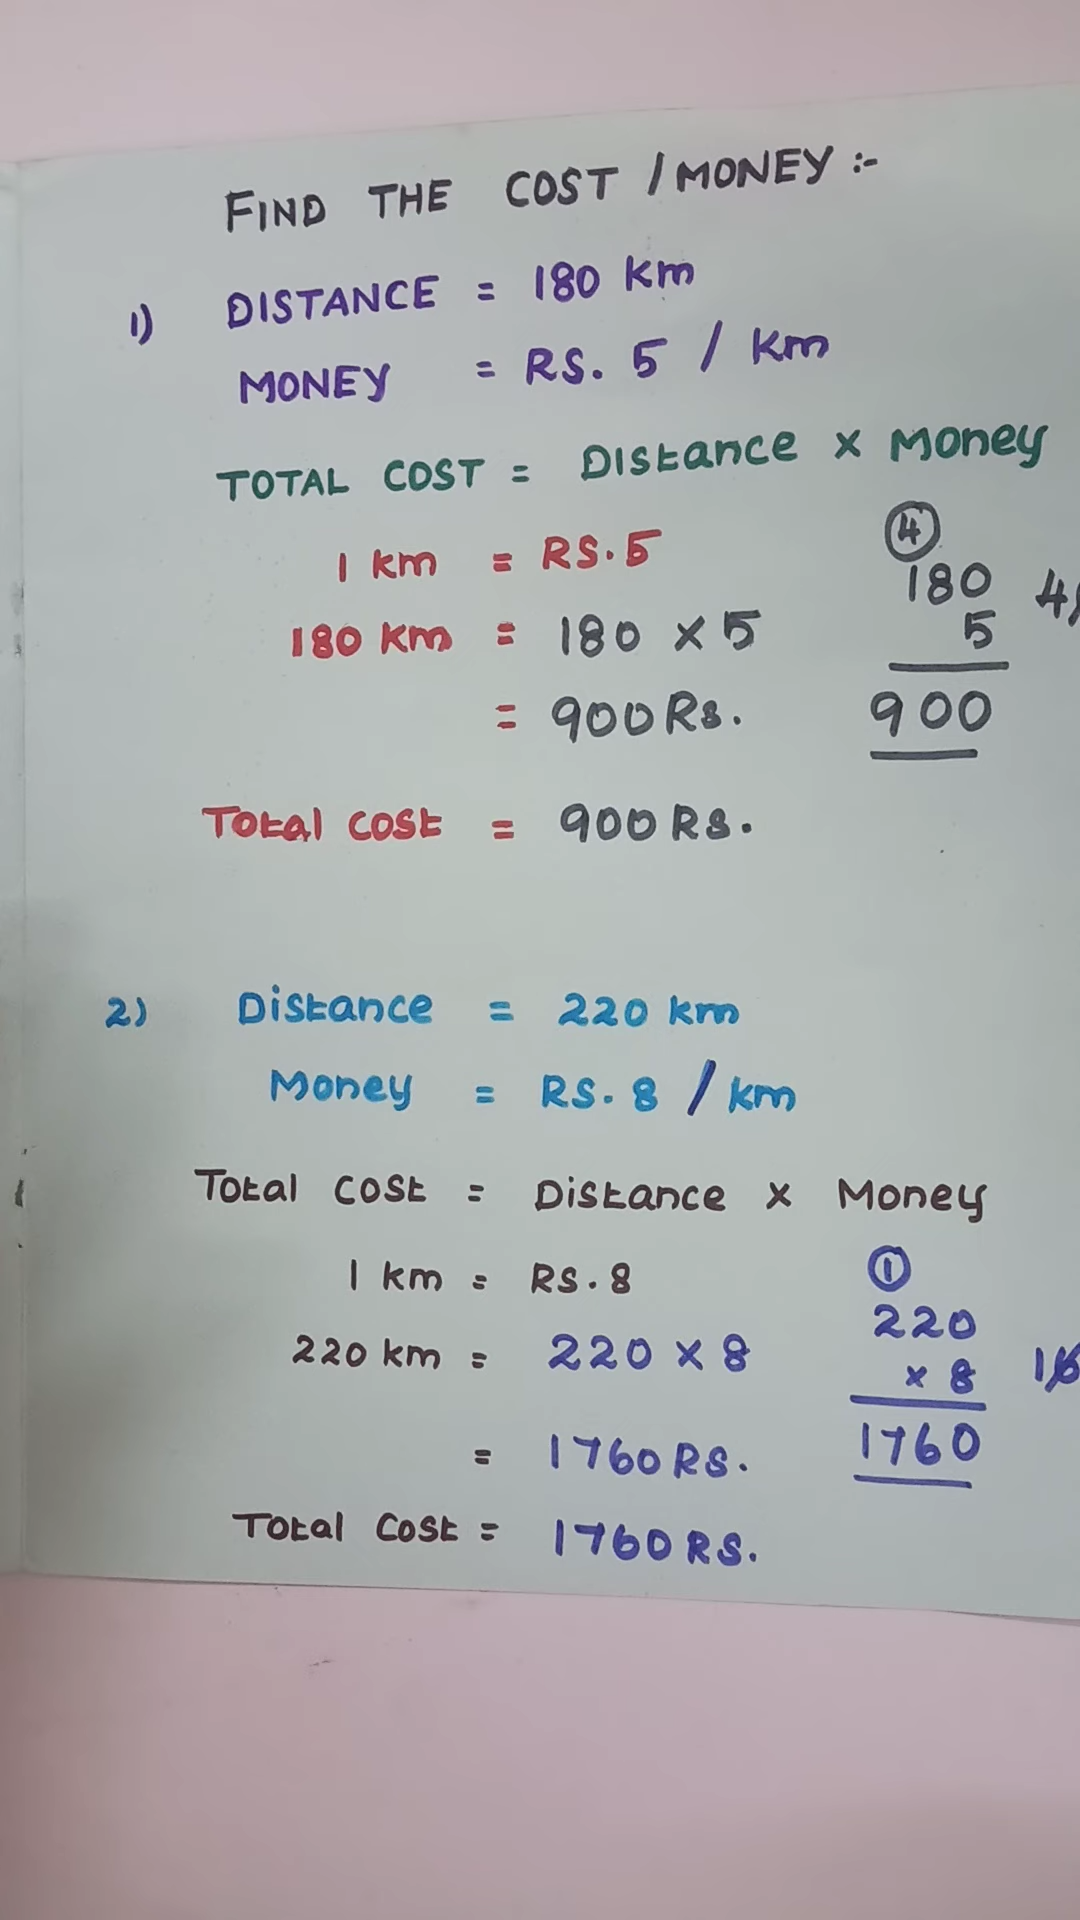 FIND THE COST / MONEY :-
1) DISTANCE = 180 km
MONEY = RS. 5 / km
TOTAL COST = Distance x Money
1 km = RS. 5
180 km = 180 x 5
= 900 Rs.
4
180
5
900
Total cost = 900 Rs.
2) Distance = 220 km
Money = RS. 8 / km
Total cost = Distance x Money
1 km = RS. 8
220 km = 220 x 8
= 1760 RS.
1
220
x 8
1760
Total Cost = 1760 RS.